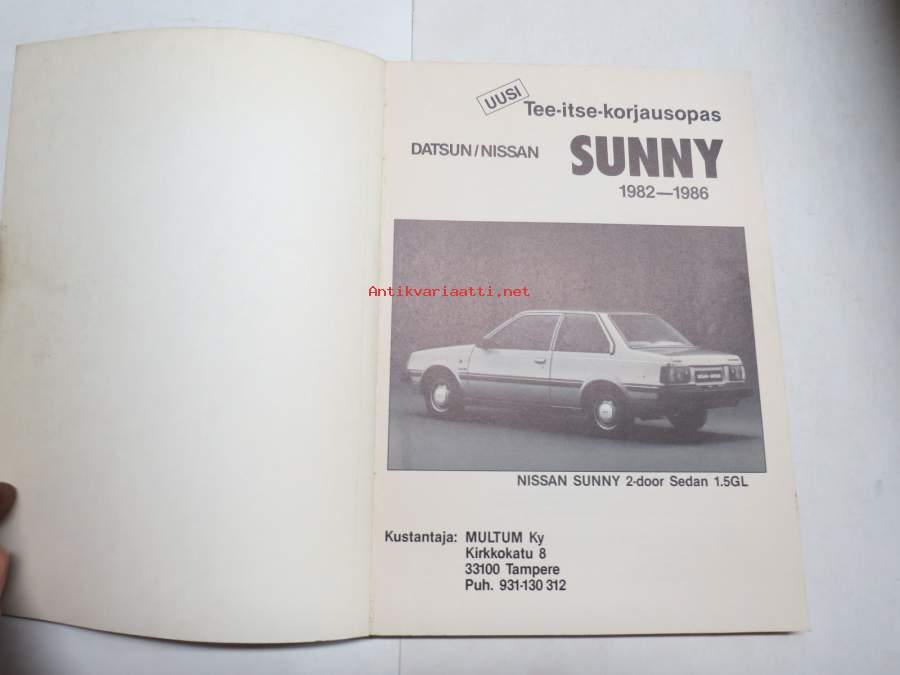 UUSI
Tee-itse-korjausopas
DATSUN/NISSAN SUNNY
1982—1986
Antikvariaatti.net
NISSAN SUNNY 2-door Sedan 1.5GL
Kustantaja: MULTUM Ky
Kirkkokatu 8
33100 Tampere
Puh. 931-130 312